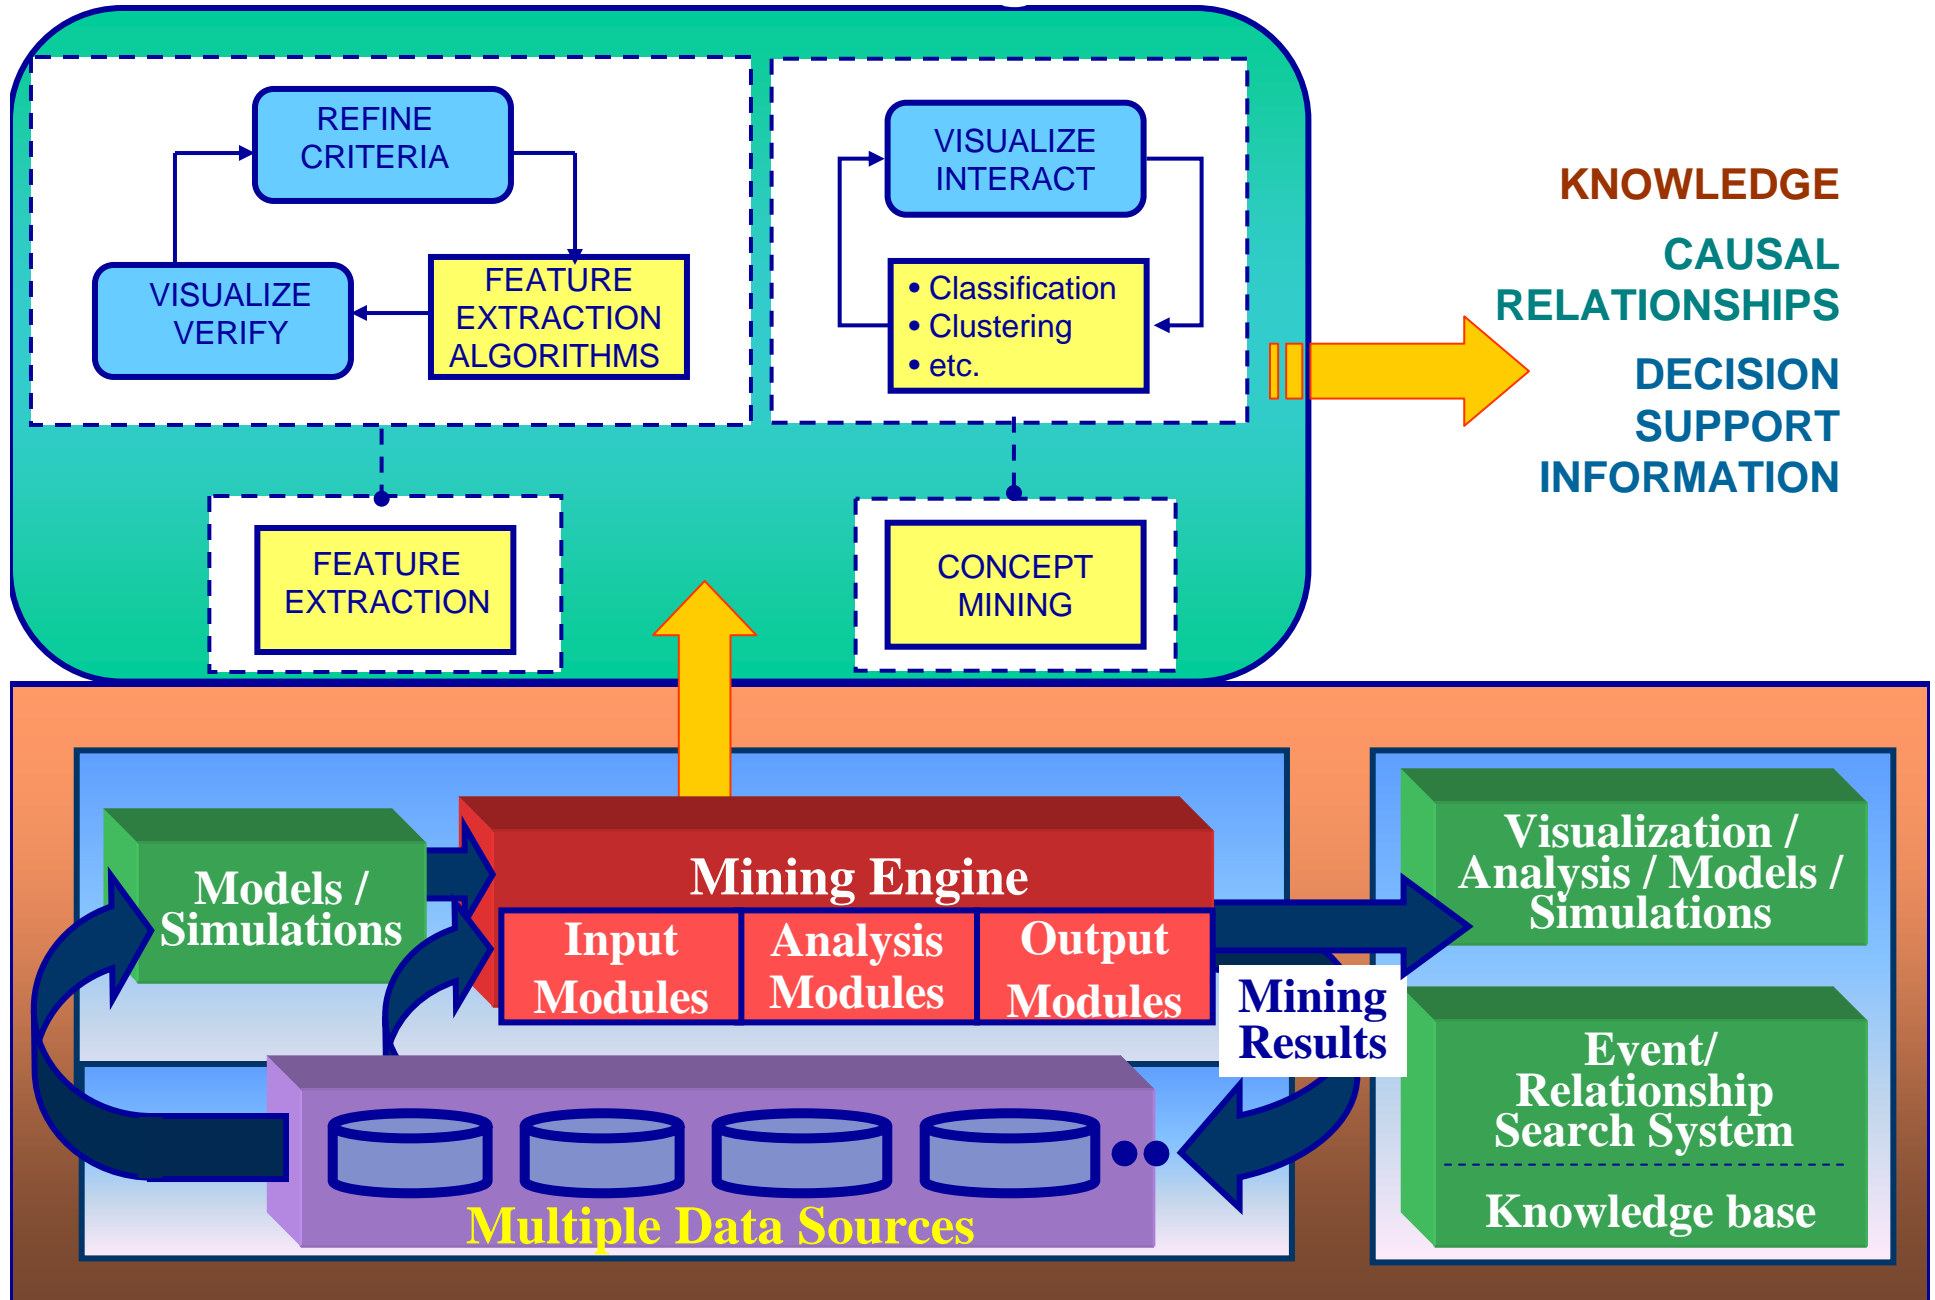 REFINE
CRITERIA
VISUALIZE
VERIFY
FEATURE
EXTRACTION
ALGORITHMS
VISUALIZE
INTERACT
• Classification
• Clustering
• etc.
FEATURE
EXTRACTION
CONCEPT
MINING
KNOWLEDGE
CAUSAL
RELATIONSHIPS
DECISION
SUPPORT
INFORMATION
Models /
Simulations
Mining Engine
Input
Modules
Analysis
Modules
Output
Modules
Mining
Results
Multiple Data Sources
Visualization /
Analysis / Models /
Simulations
Event/
Relationship
Search System
Knowledge base